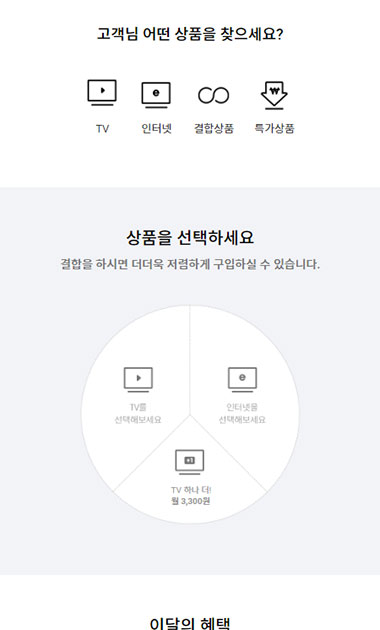 고객님 어떤 상품을 찾으세요?
TV 인터넷 결합상품 특가상품
상품을 선택하세요
결합을 하시면 더더욱 저렴하게 구입하실 수 있습니다.
TV를 인터넷을
선택해보세요 선택해보세요
+1
TV 하나 더!
월 3,300원
이달의 혜택